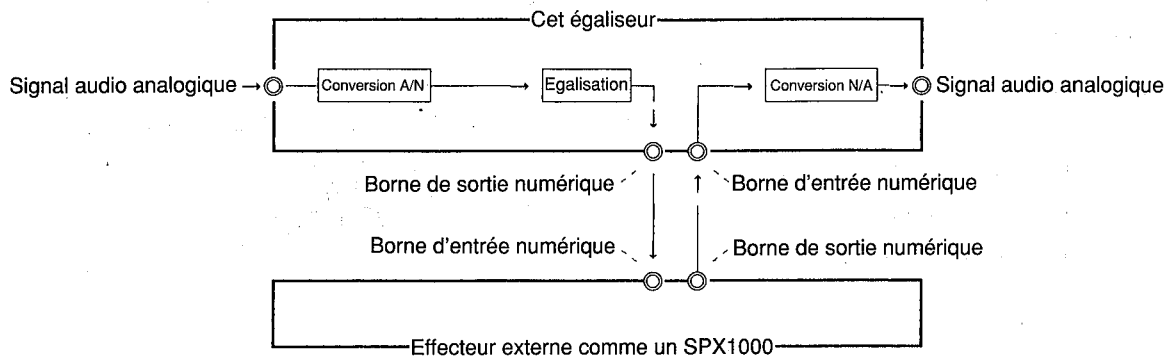 Cet égaliseur
Signal audio analogique
Conversion A/N
Egalisation
Conversion N/A
Signal audio analogique
Borne de sortie numérique
Borne d'entrée numérique
Borne d'entrée numérique
Borne de sortie numérique
Effecteur externe comme un SPX1000